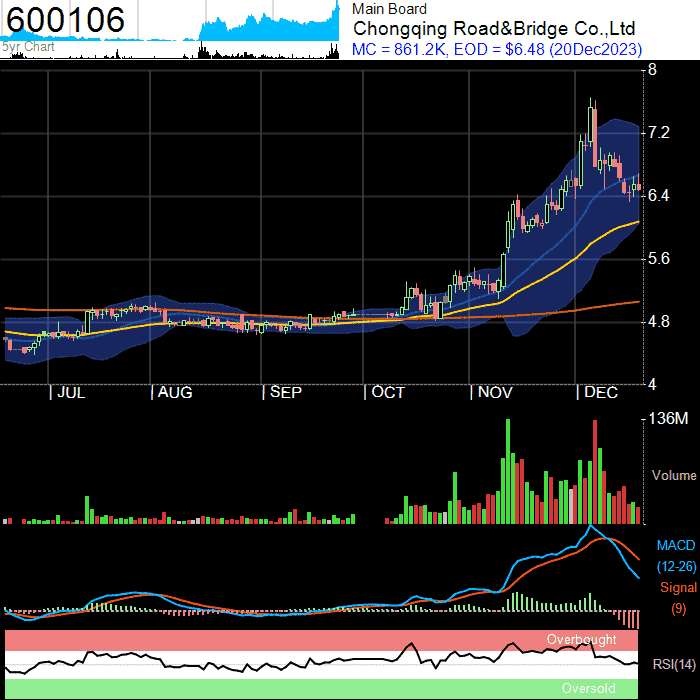 600106
5yr Chart
Main Board
Chongqing Road&Bridge Co.,Ltd
MC = 861.2K, EOD = $6.48 (20Dec2023)
8
7.2
6.4
5.6
4.8
4
| JUL | AUG | SEP | OCT | NOV | DEC
136M
Volume
MACD
(12-26)
Signal
(9)
Overbought
RSI(14)
Oversold